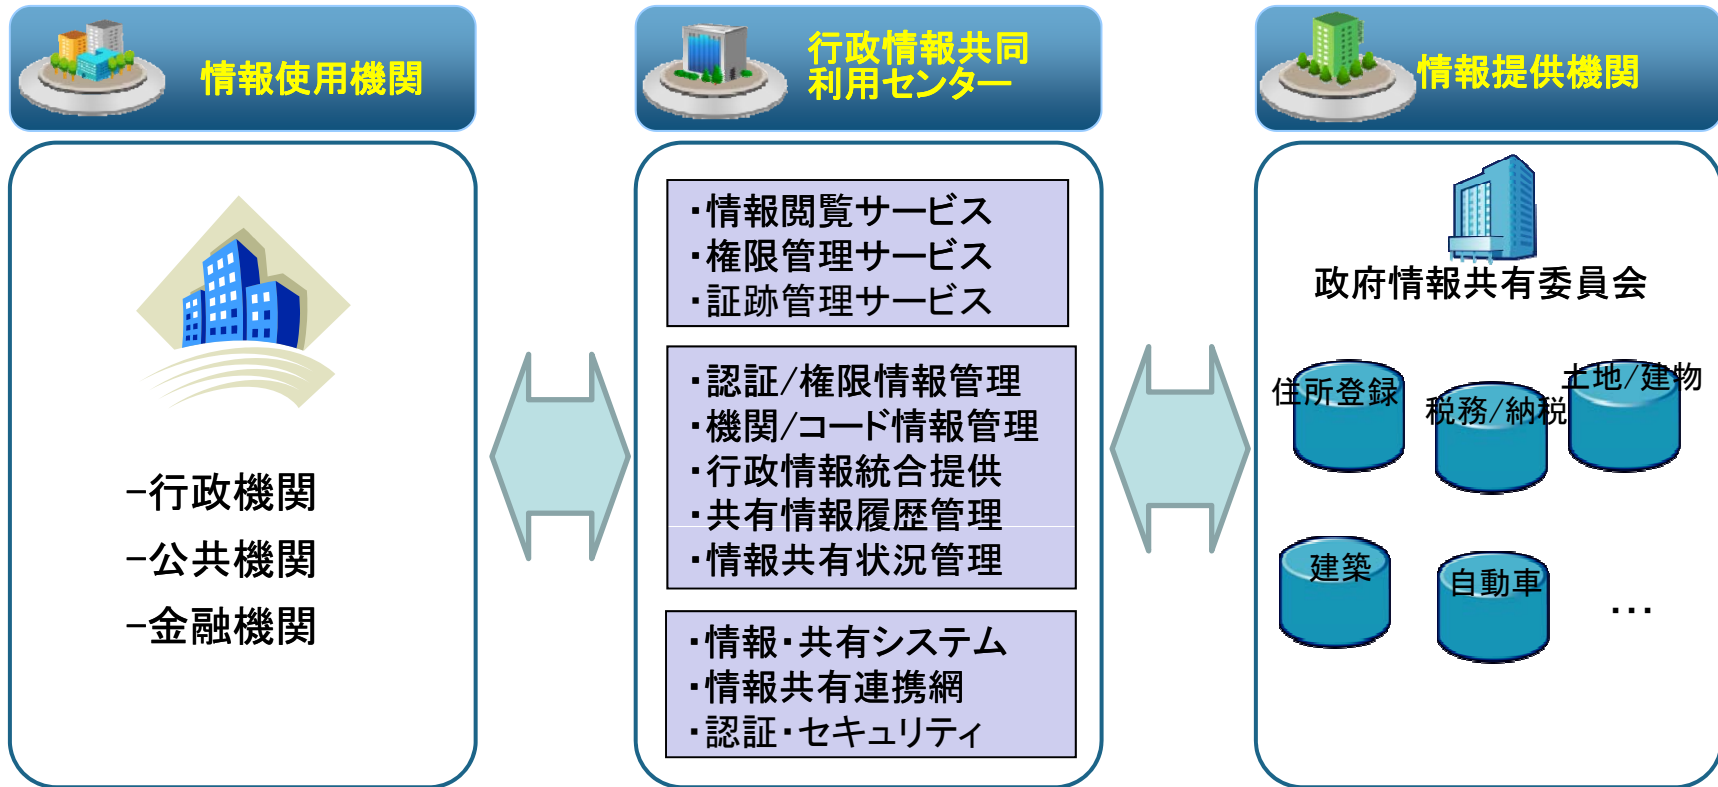 情報使用機関
-行政機関
-公共機関
-金融機関
行政情報共同
利用センター
・情報閲覧サービス
・権限管理サービス
・証跡管理サービス
・認証/権限情報管理
・機関/コード情報管理
・行政情報統合提供
・共有情報履歴管理
・情報共有状況管理
・情報・共有システム
・情報共有連携網
・認証・セキュリティ
情報提供機関
政府情報共有委員会
住所登録
税務/納税
土地/建物
建築
自動車
…